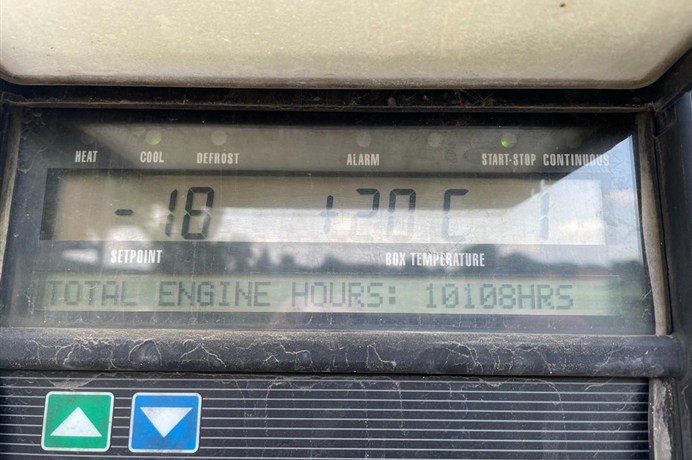 HEAT COOL DEFROST ALARM START-STOP CONTINUOUS
-18 +20 C 1
SETPOINT BOX TEMPERATURE
TOTAL ENGINE HOURS: 10108HRS